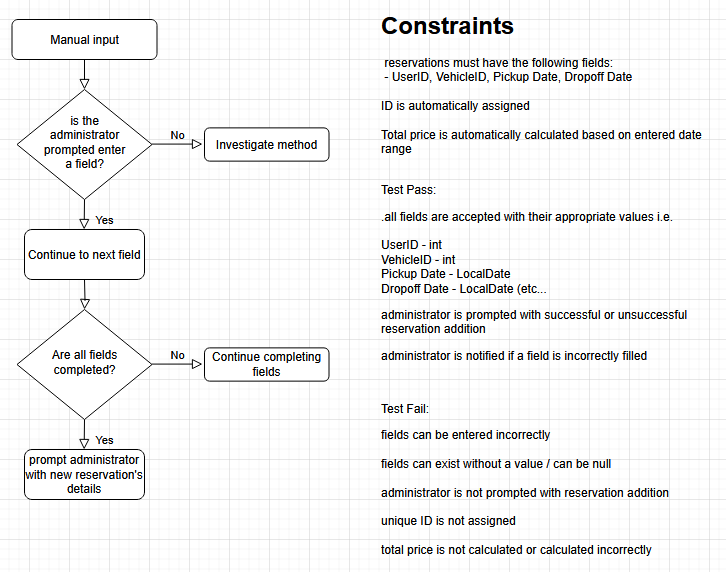 Manual input
is the
administrator
prompted enter
a field?
No
Investigate method
Yes
Continue to next field
Are all fields
completed?
No
Continue completing
fields
Yes
prompt administrator
with new reservation's
details
Constraints
reservations must have the following fields:
- UserID, VehicleID, Pickup Date, Dropoff Date
ID is automatically assigned
Total price is automatically calculated based on entered date
range
Test Pass:
.all fields are accepted with their appropriate values i.e.
UserID - int
VehicleID - int
Pickup Date - LocalDate
Dropoff Date - LocalDate (etc...
administrator is prompted with successful or unsuccessful
reservation addition
administrator is notified if a field is incorrectly filled
Test Fail:
fields can be entered incorrectly
fields can exist without a value / can be null
administrator is not prompted with reservation addition
unique ID is not assigned
total price is not calculated or calculated incorrectly